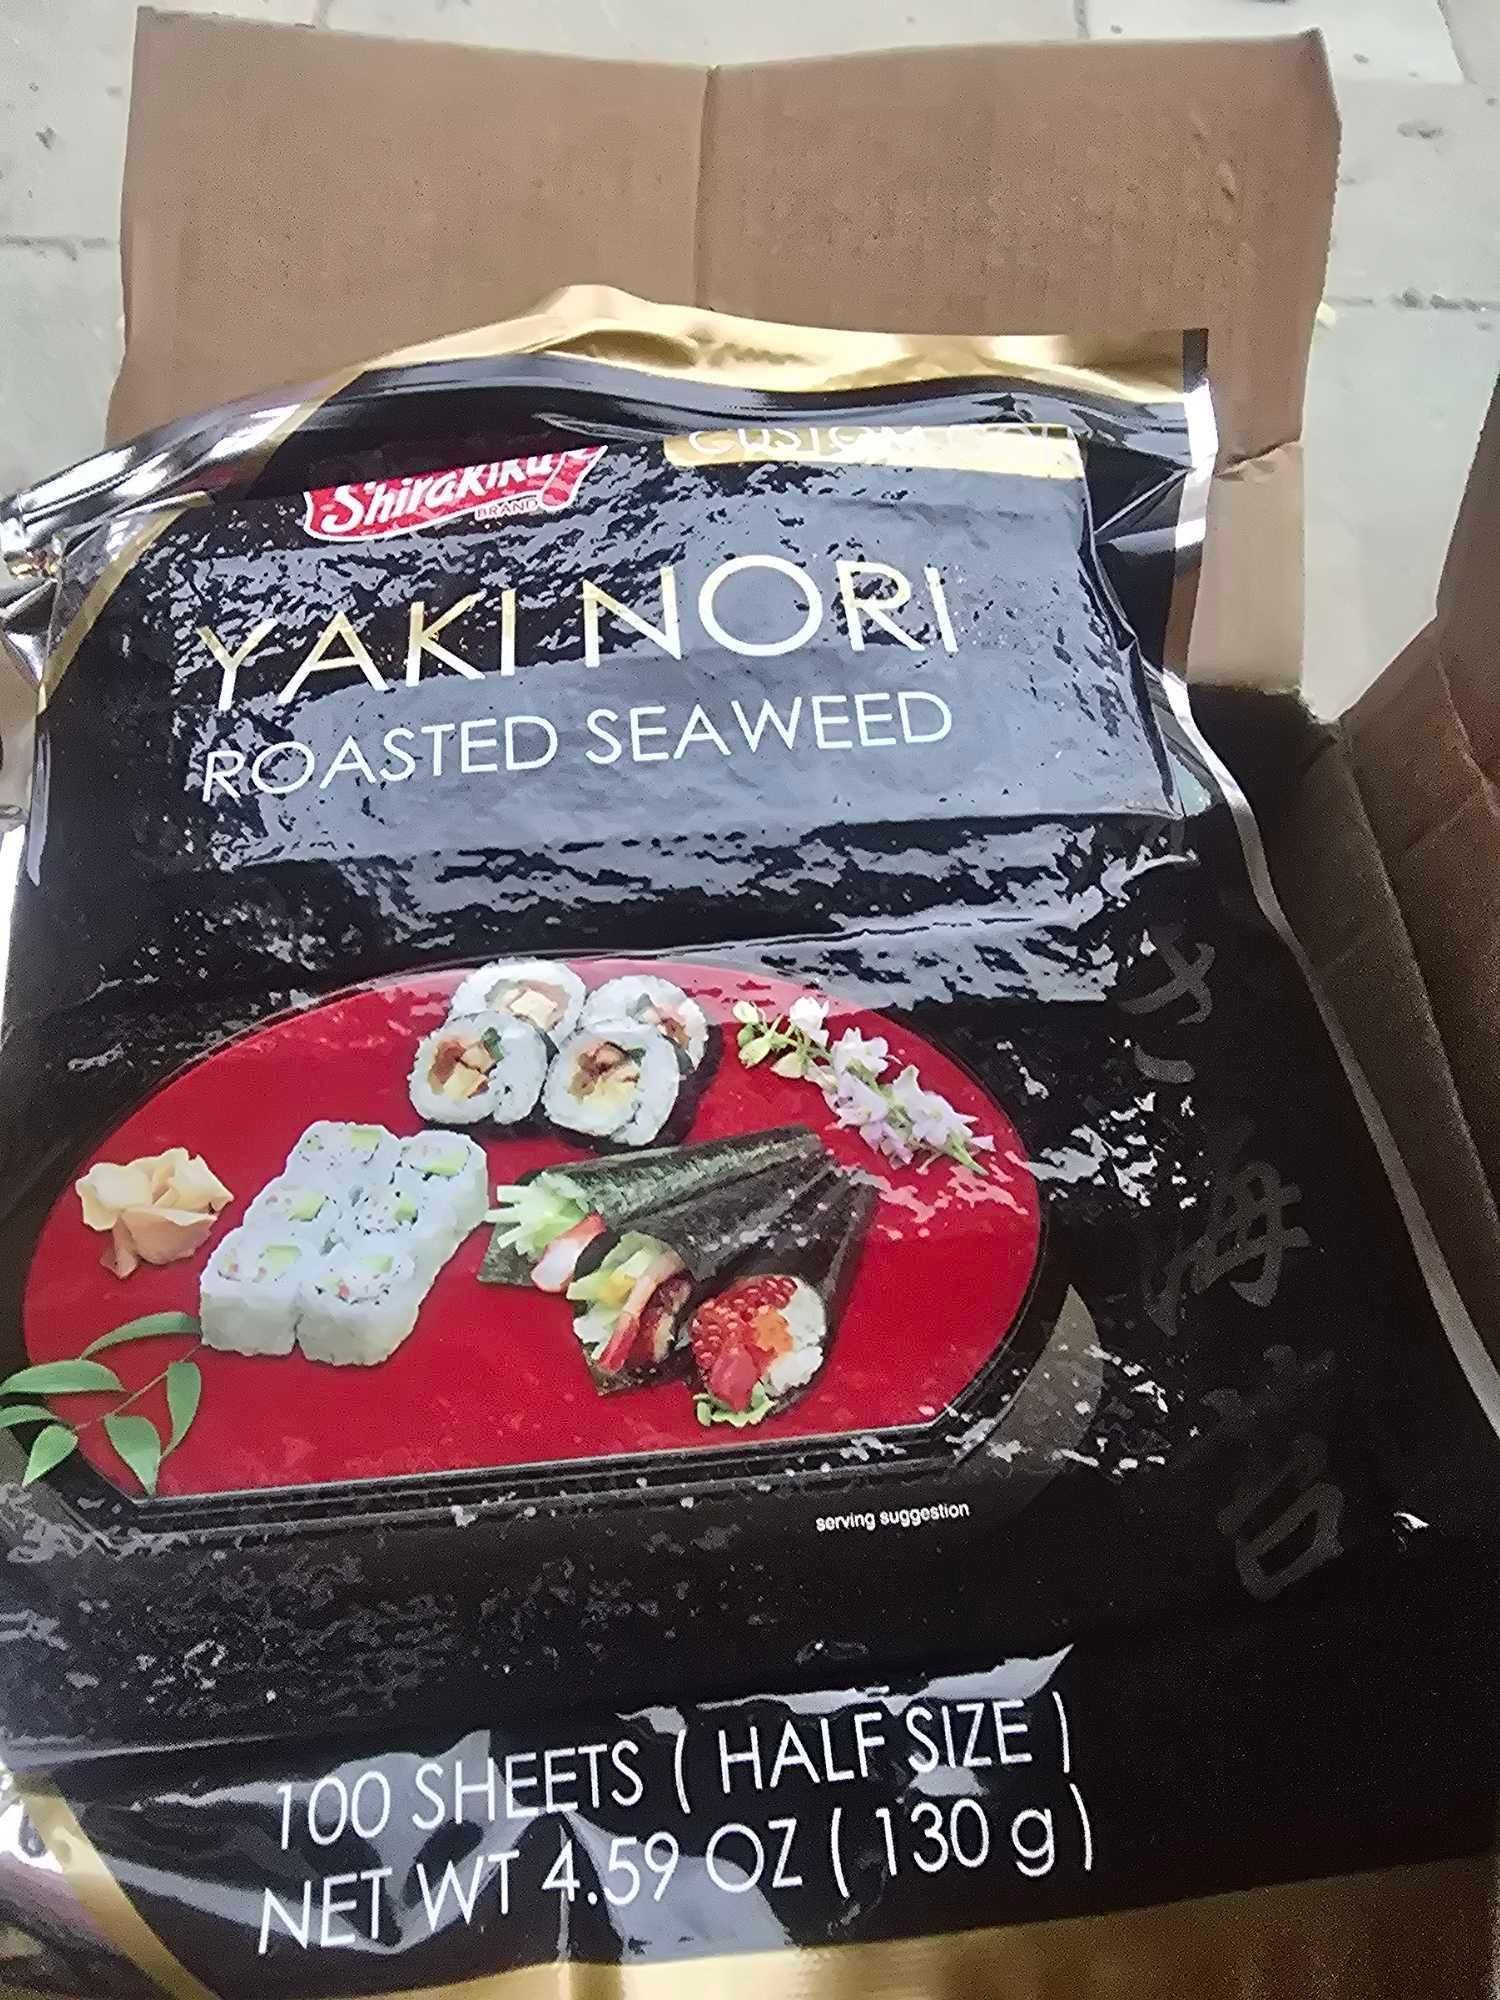 Shirakiku
BRAND
YAKI NORI
ROASTED SEAWEED
serving suggestion
100 SHEETS ( HALF SIZE )
NET WT 4.59 OZ ( 130 g )